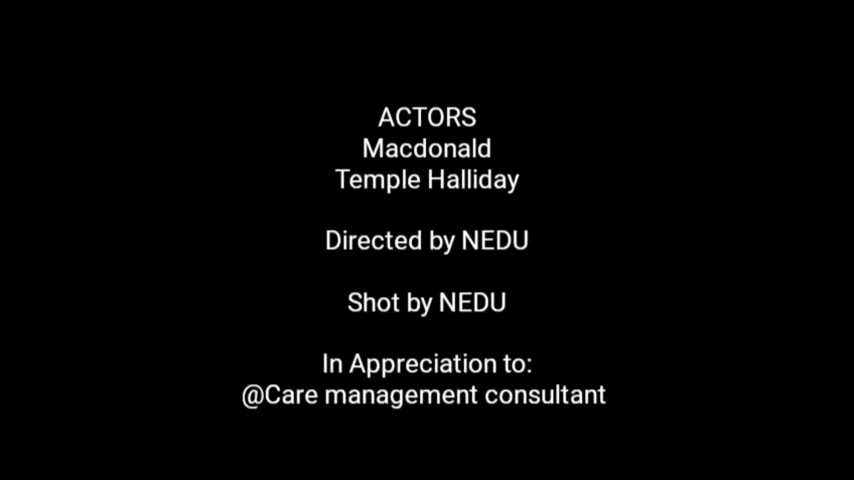 ACTORS
Macdonald
Temple Halliday
Directed by NEDU
Shot by NEDU
In Appreciation to:
@Care management consultant